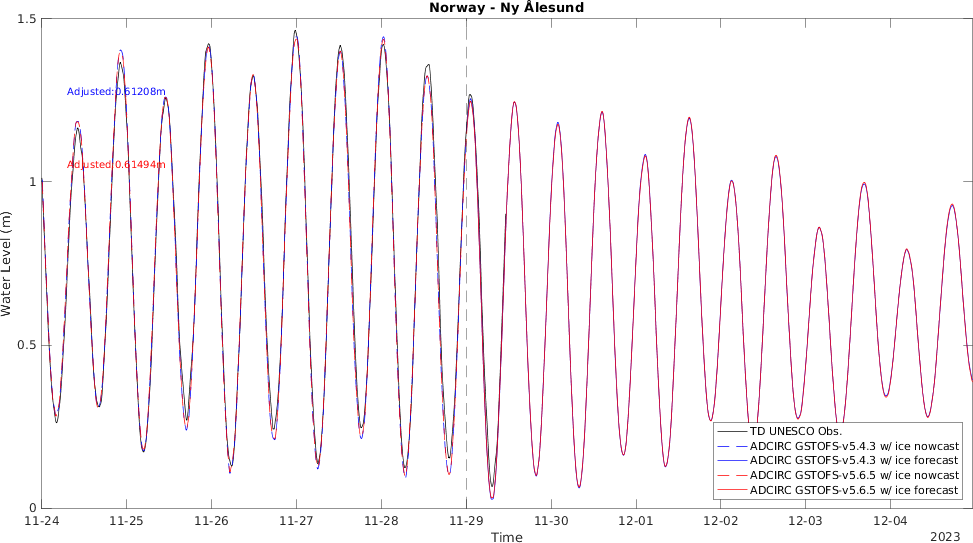 Norway - Ny Ålesund
1.5
1
0.5
0
Water Level (m)
Adjusted:0.61208m
Adjusted:0.61494m
TD UNESCO Obs.
ADCIRC GSTOFS-v5.4.3 w/ ice nowcast
ADCIRC GSTOFS-v5.4.3 w/ ice forecast
ADCIRC GSTOFS-v5.6.5 w/ ice nowcast
ADCIRC GSTOFS-v5.6.5 w/ ice forecast
11-24 11-25 11-26 11-27 11-28 11-29 11-30 12-01 12-02 12-03 12-04
Time
2023